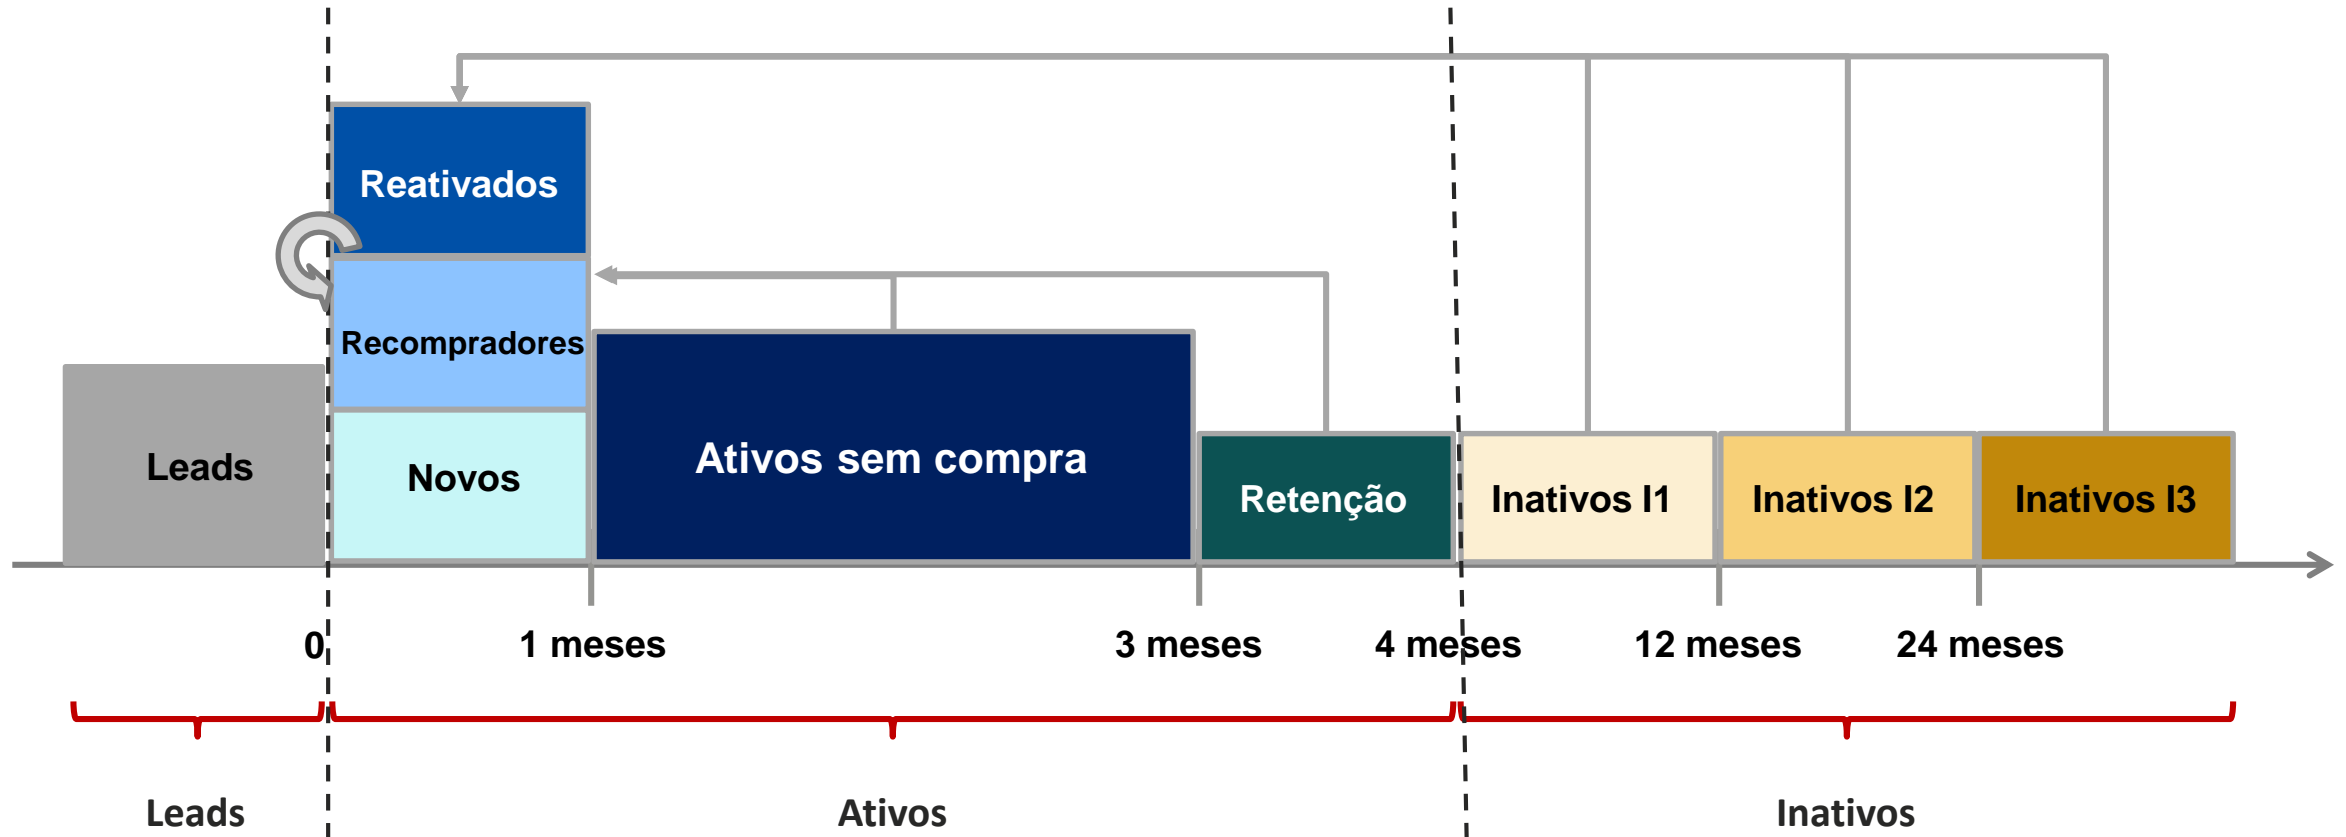 Reativados
Recompradores
Leads
Novos
Ativos sem compra
Retenção
Inativos I1
Inativos I2
Inativos I3
0
1 meses
3 meses
4 meses
12 meses
24 meses
Leads
Ativos
Inativos